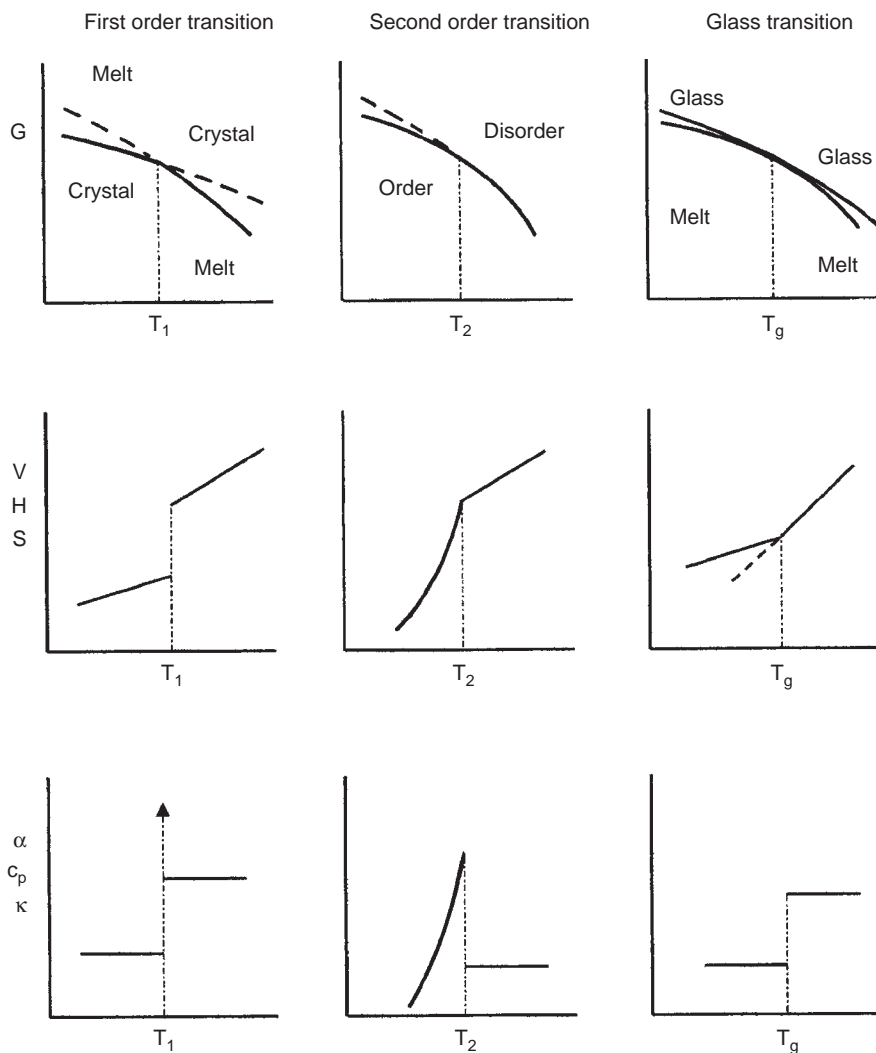 First order transition
Second order transition
Glass transition
G
Melt
Crystal
Crystal
Melt
T1
Disorder
Order
T2
Glass
Glass
Melt
Melt
Tg
V
H
S
T1
T2
Tg
α
cp
κ
T1
T2
Tg